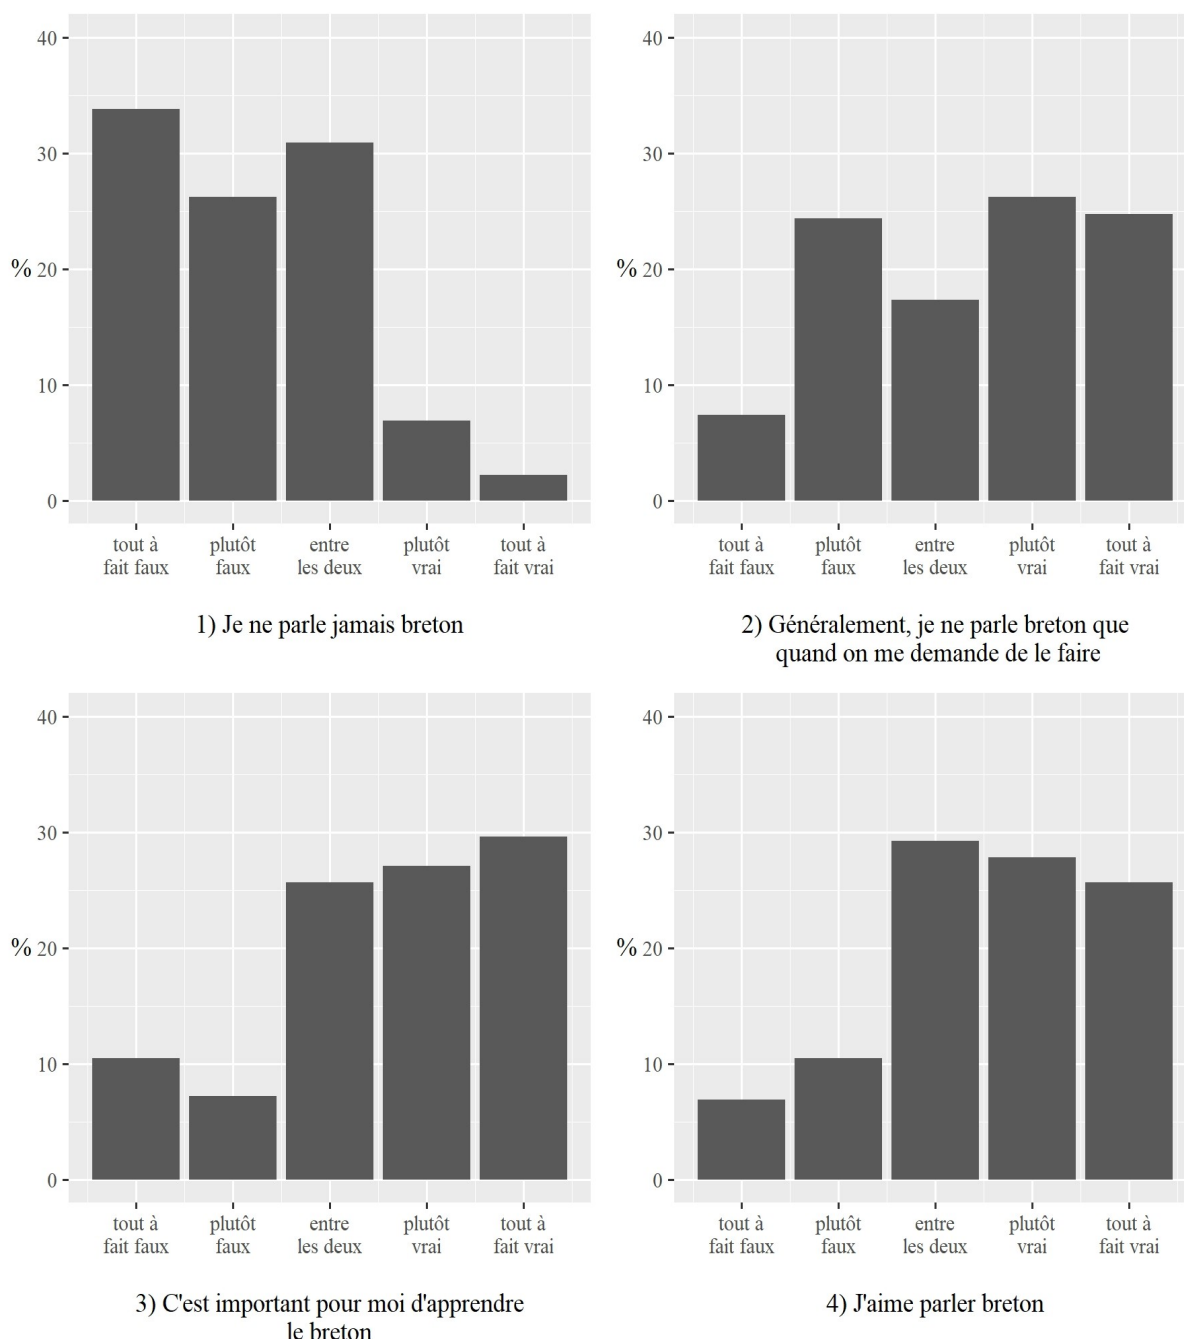 40
30
% 20
10
0
tout à fait faux
plutôt faux
entre les deux
plutôt vrai
tout à fait vrai
1) Je ne parle jamais breton
40
30
% 20
10
0
tout à fait faux
plutôt faux
entre les deux
plutôt vrai
tout à fait vrai
2) Généralement, je ne parle breton que
quand on me demande de le faire
40
30
% 20
10
0
tout à fait faux
plutôt faux
entre les deux
plutôt vrai
tout à fait vrai
3) C'est important pour moi d'apprendre
le breton
40
30
% 20
10
0
tout à fait faux
plutôt faux
entre les deux
plutôt vrai
tout à fait vrai
4) J'aime parler breton